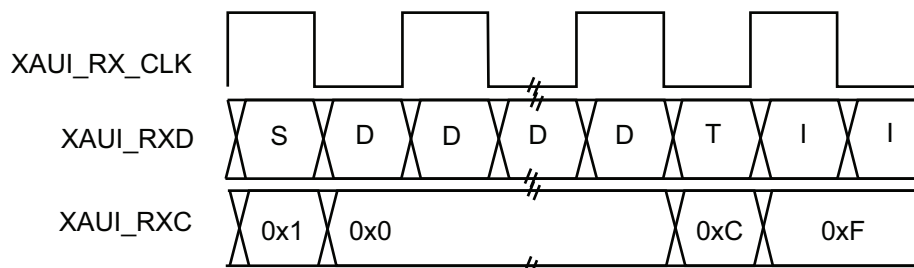 XAUI_RX_CLK
XAUI_RXD S D D D D T I I
XAUI_RXC 0x1 0x0 0xC 0xF